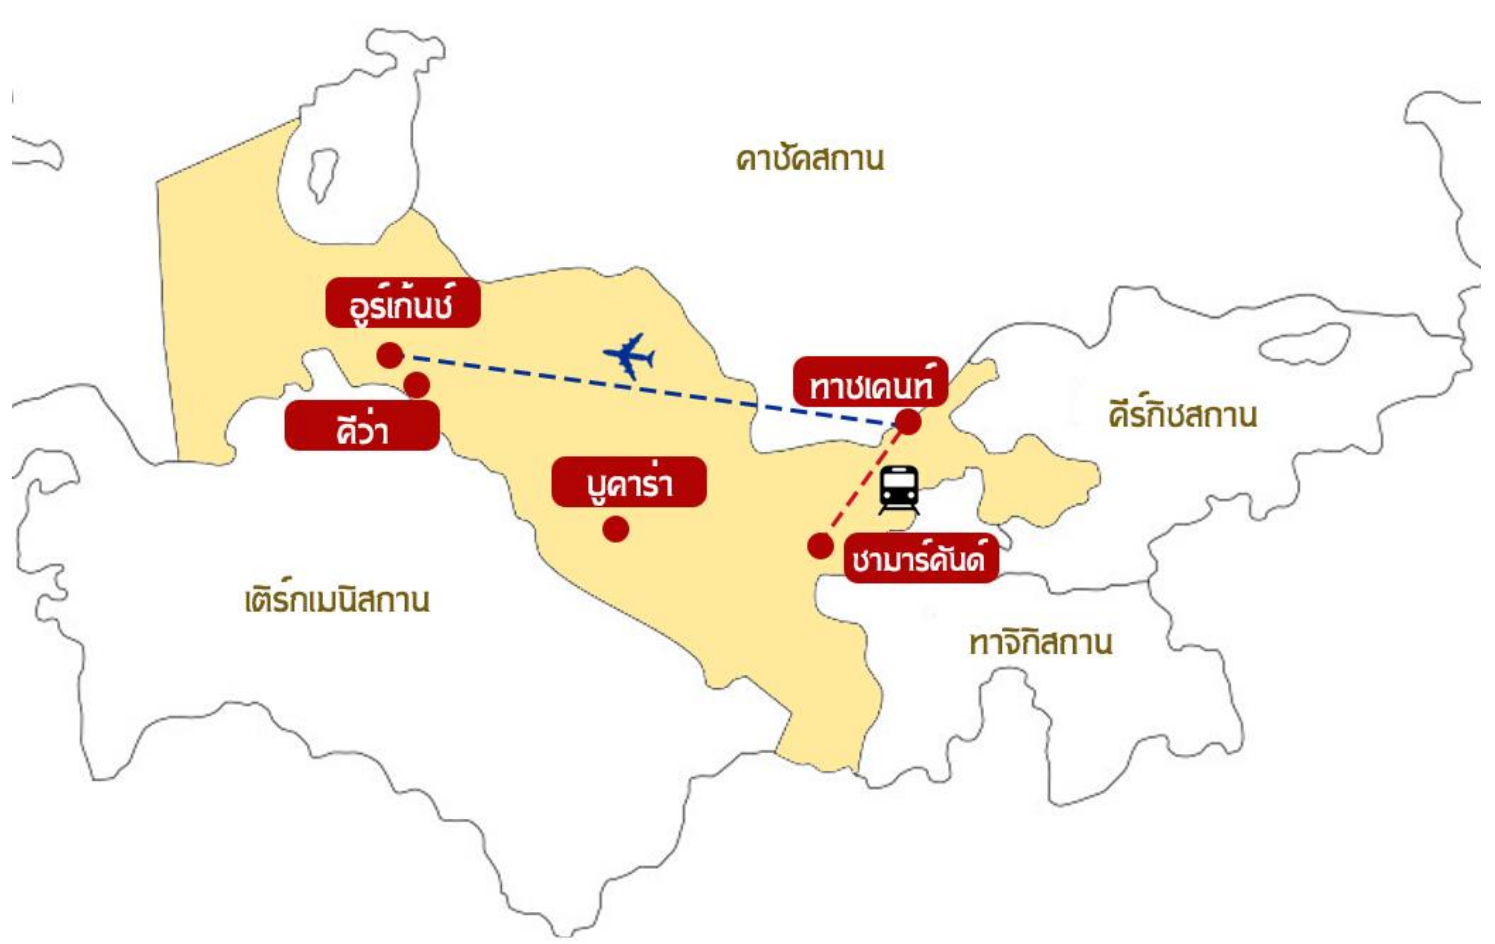 คาซัคสถาน
อูร์เก้นช์
ทาชเคนท์
คีร์กิซสถาน
คีว่า
บูคาร่า
ซามาร์คันด์
เติร์กเมนิสถาน
ทาจิกิสถาน